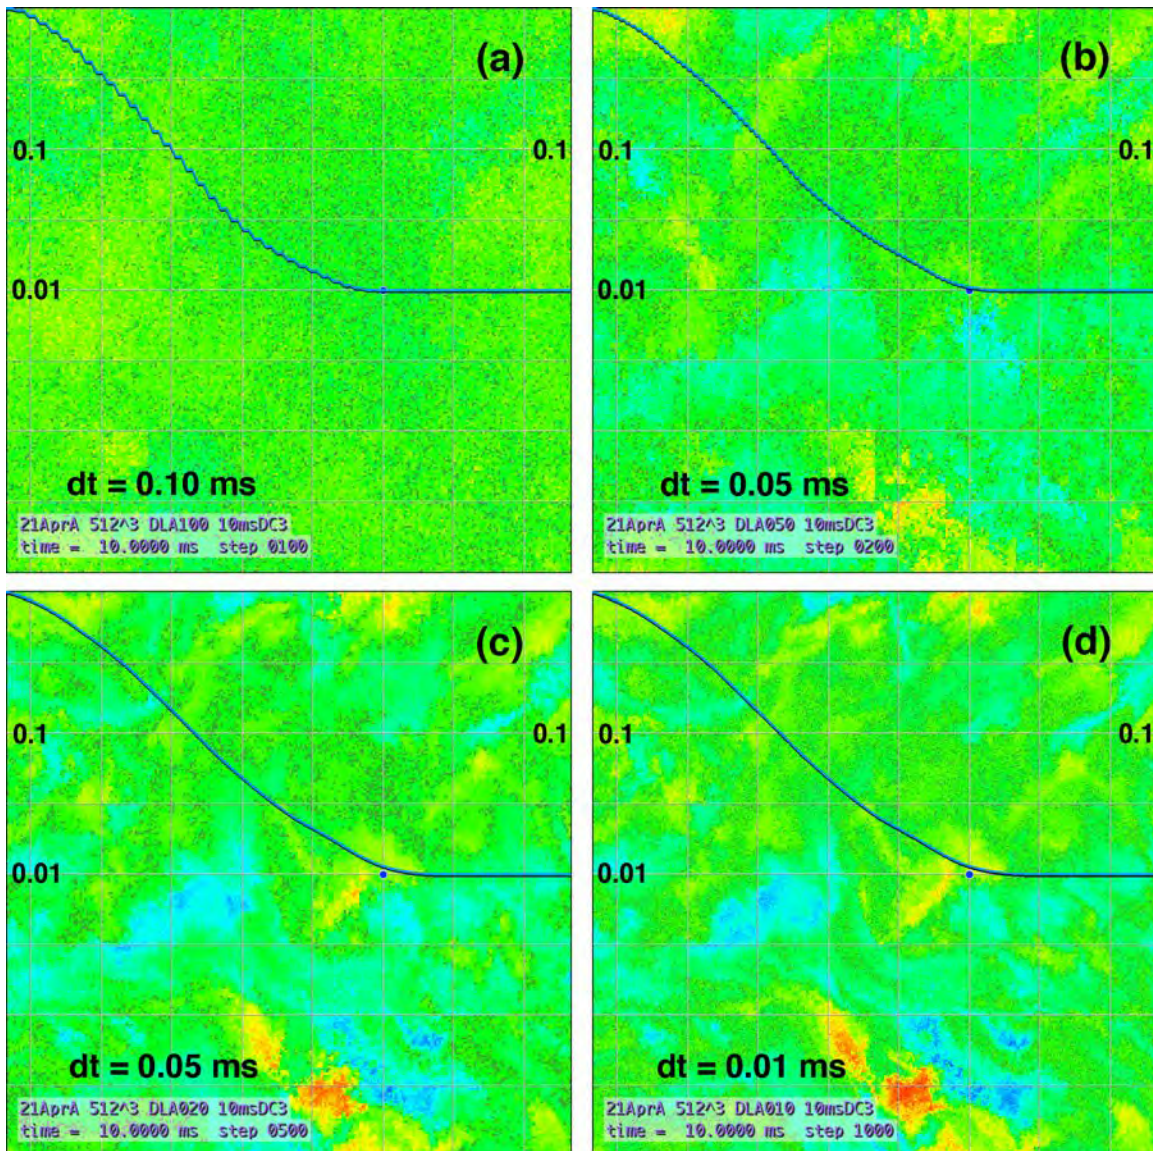 (a)
0.1 0.1
0.01
dt = 0.10 ms
21AprA 512^3 DLA100 10msDC3
time = 10.0000 ms step 0100
(b)
0.1 0.1
0.01
dt = 0.05 ms
21AprA 512^3 DLA050 10msDC3
time = 10.0000 ms step 0200
(c)
0.1 0.1
0.01
dt = 0.05 ms
21AprA 512^3 DLA020 10msDC3
time = 10.0000 ms step 0500
(d)
0.1 0.1
0.01
dt = 0.01 ms
21AprA 512^3 DLA010 10msDC3
time = 10.0000 ms step 1000